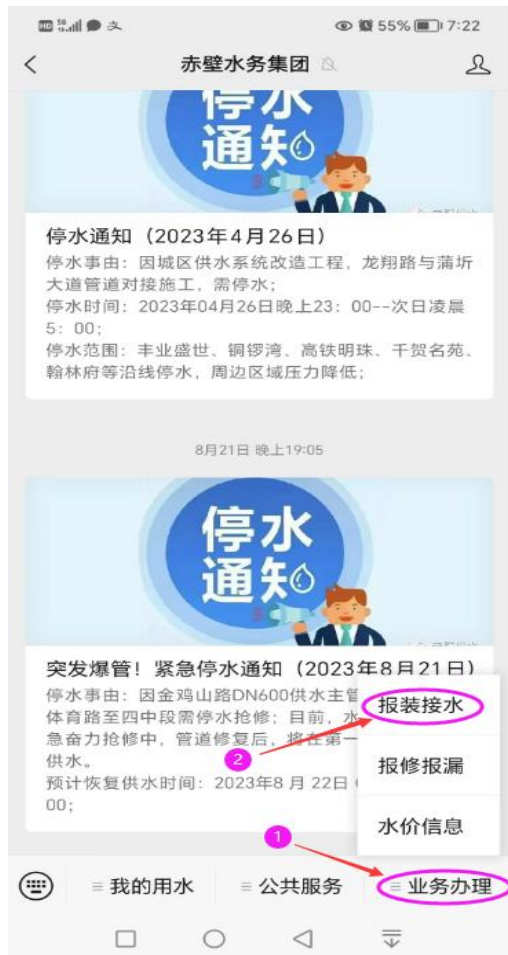 HD 5G 55% 7:22
赤壁水务集团
停水
通知
停水通知（2023年4月26日）
停水事由：因城区供水系统改造工程，龙翔路与蒲圻
大道管道对接施工，需停水；
停水时间：2023年04月26日晚上23：00--次日凌晨
5：00；
停水范围：丰业盛世、铜锣湾、高铁明珠、千贺名苑、
翰林府等沿线停水，周边区域压力降低；
8月21日 晚上19:05
停水
通知
突发爆管！紧急停水通知（2023年8月21日）
停水事由：因金鸡山路DN600供水主管
体育路至四中段需停水抢修；目前，水
急奋力抢修中，管道修复后，将在第一
供水。
预计恢复供水时间：2023年8 月 22日
00；
报装接水
2
报修报漏
水价信息
1
我的用水
公共服务
业务办理